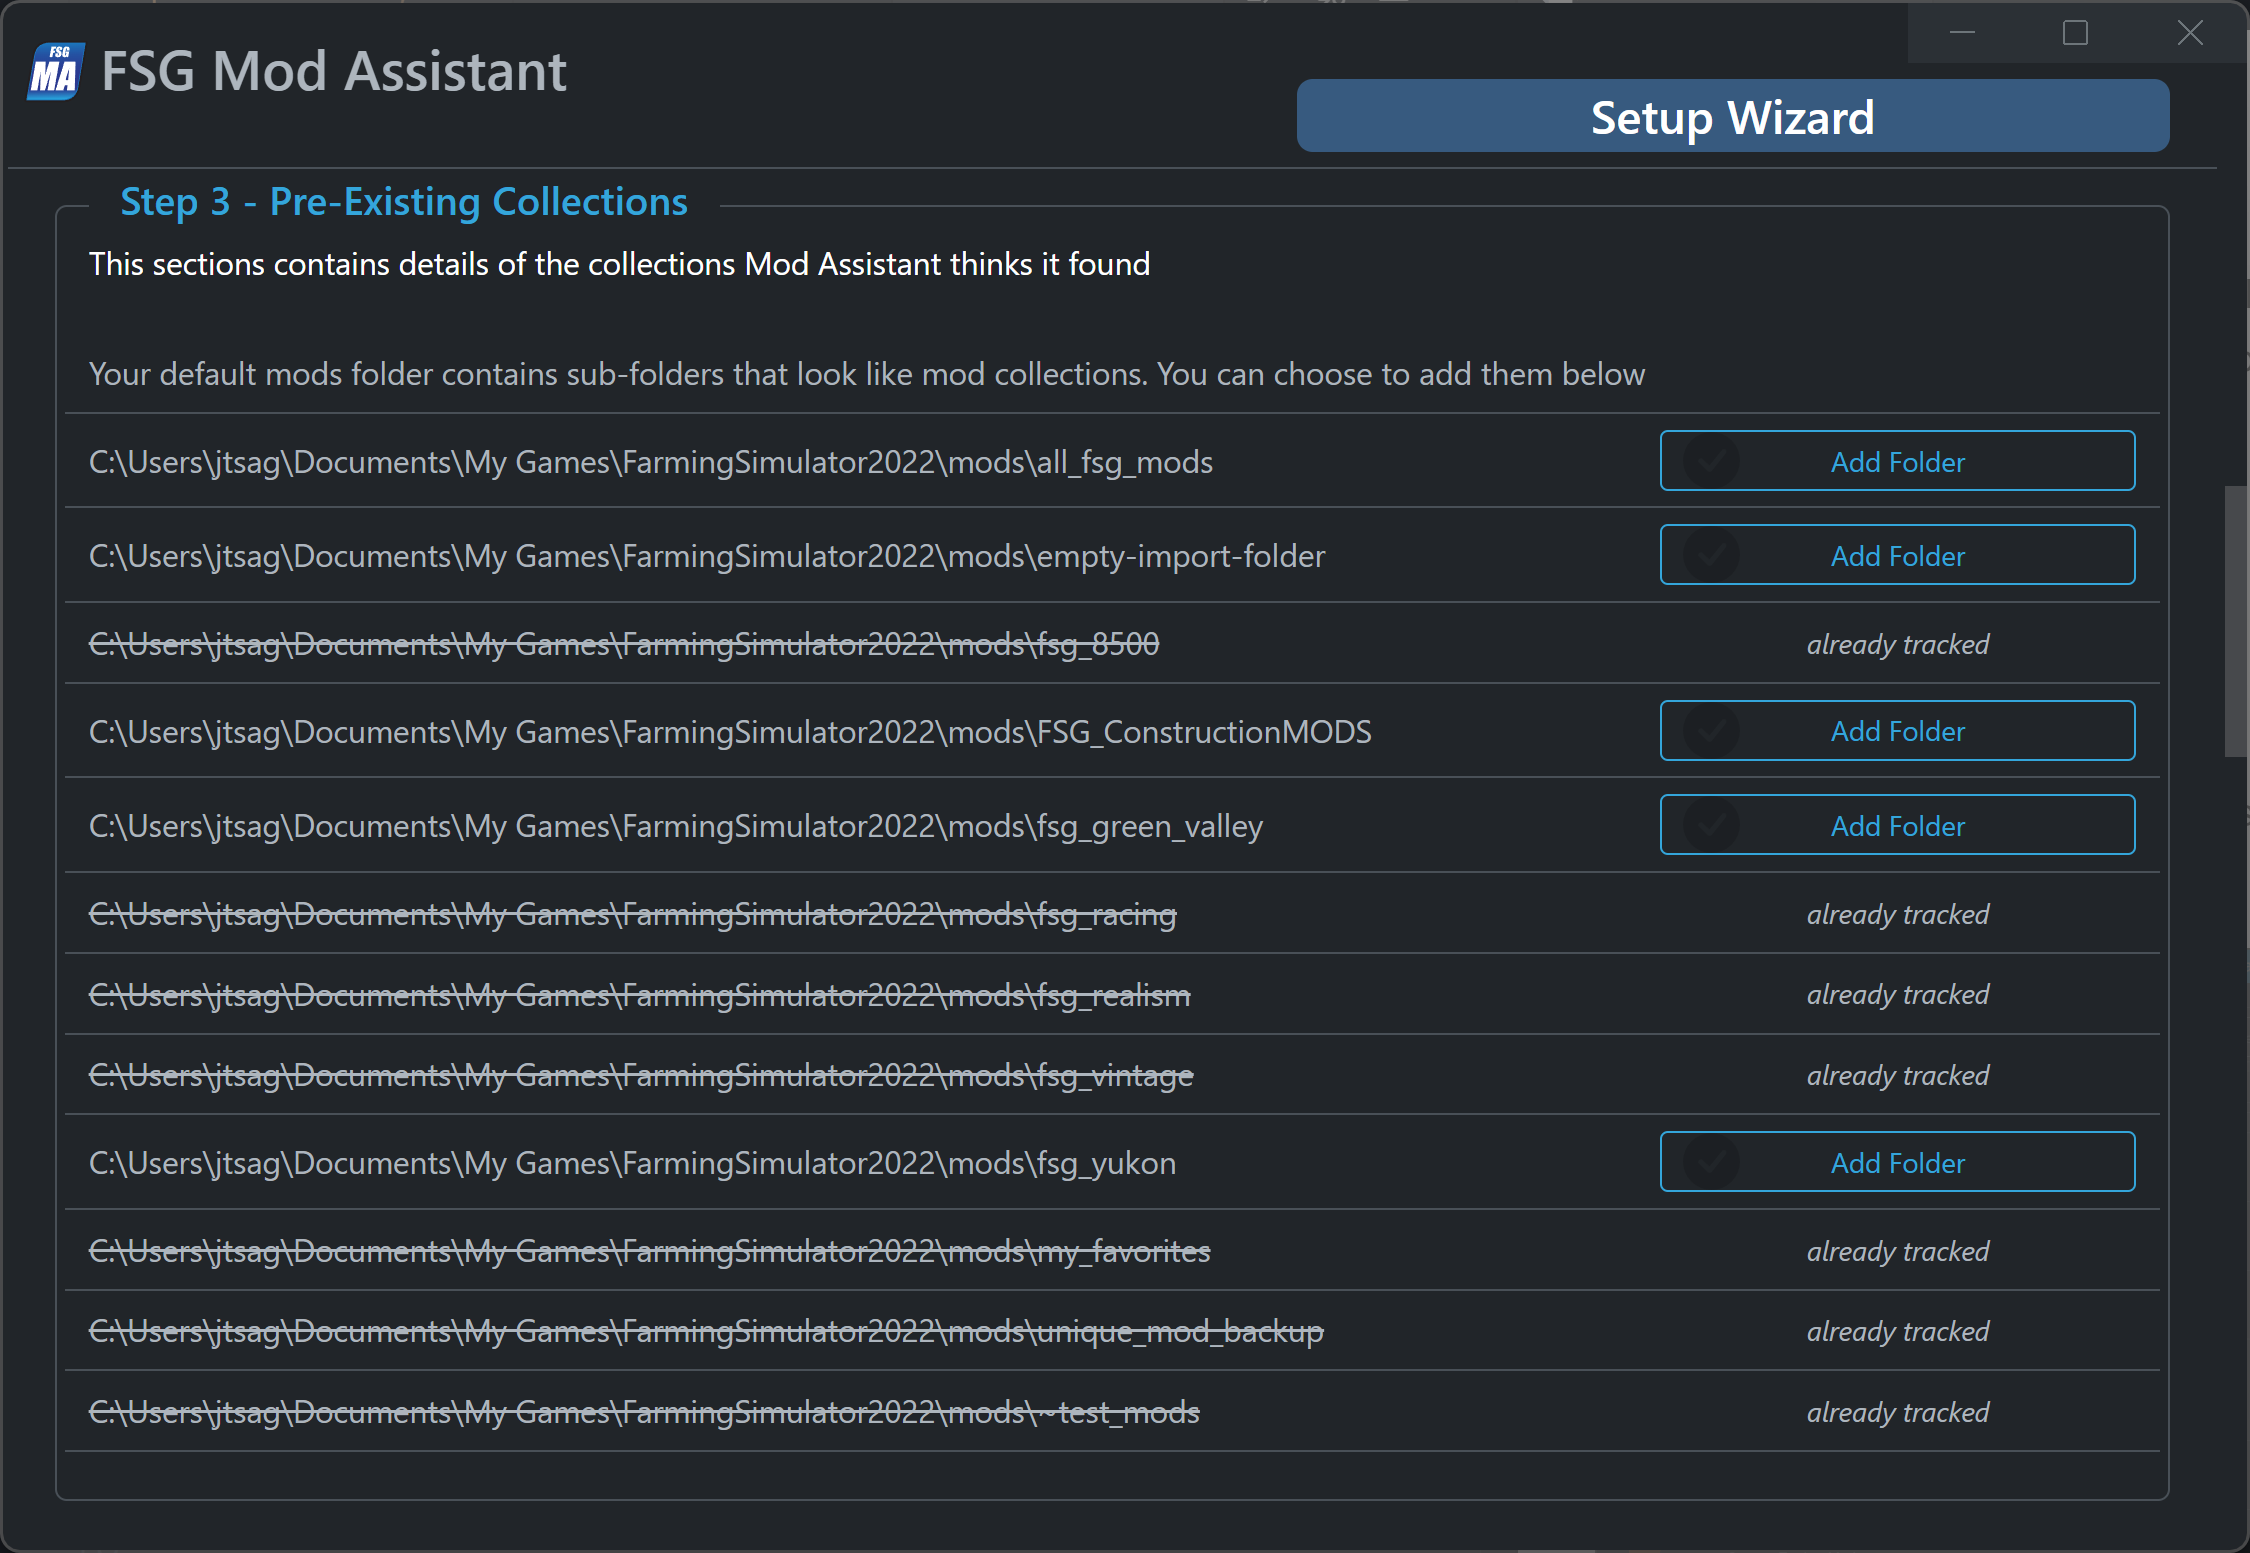 FSG
MA
FSG Mod Assistant
Setup Wizard
Step 3 - Pre-Existing Collections
This sections contains details of the collections Mod Assistant thinks it found
Your default mods folder contains sub-folders that look like mod collections. You can choose to add them below
C:\Users\jtsag\Documents\My Games\FarmingSimulator2022\mods\all_fsg_mods Add Folder
C:\Users\jtsag\Documents\My Games\FarmingSimulator2022\mods\empty-import-folder Add Folder
C:\Users\jtsag\Documents\My Games\FarmingSimulator2022\mods\fsg_8500 already tracked
C:\Users\jtsag\Documents\My Games\FarmingSimulator2022\mods\FSG_ConstructionMODS Add Folder
C:\Users\jtsag\Documents\My Games\FarmingSimulator2022\mods\fsg_green_valley Add Folder
C:\Users\jtsag\Documents\My Games\FarmingSimulator2022\mods\fsg_racing already tracked
C:\Users\jtsag\Documents\My Games\FarmingSimulator2022\mods\fsg_realism already tracked
C:\Users\jtsag\Documents\My Games\FarmingSimulator2022\mods\fsg_vintage already tracked
C:\Users\jtsag\Documents\My Games\FarmingSimulator2022\mods\fsg_yukon Add Folder
C:\Users\jtsag\Documents\My Games\FarmingSimulator2022\mods\my_favorites already tracked
C:\Users\jtsag\Documents\My Games\FarmingSimulator2022\mods\unique_mod_backup already tracked
C:\Users\jtsag\Documents\My Games\FarmingSimulator2022\mods\~test_mods already tracked